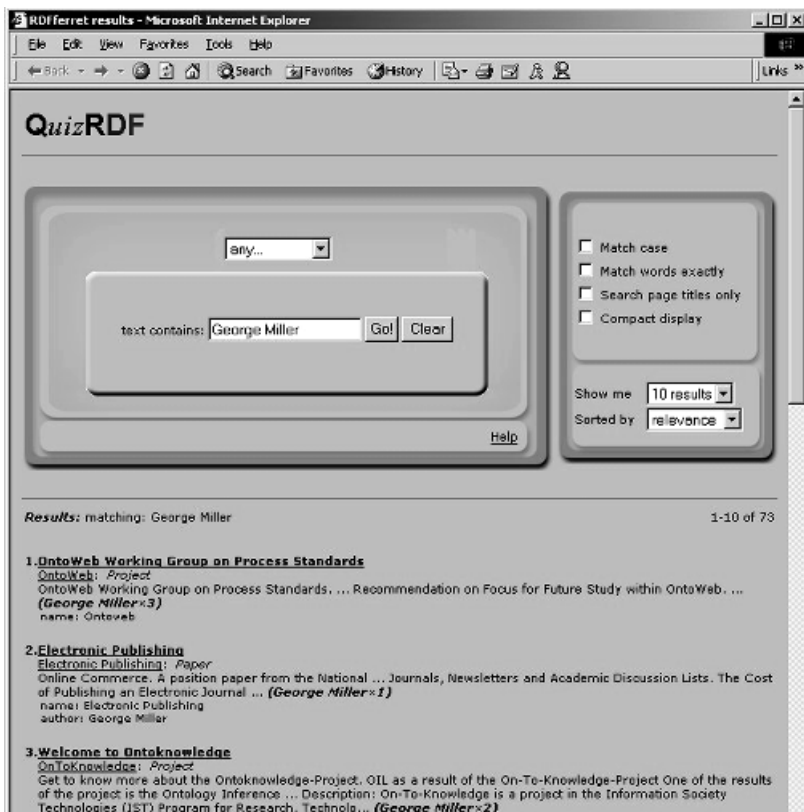 RDFferret results - Microsoft Internet Explorer
File Edit View Favorites Tools Help
Back Search Favorites History Links »
QuizRDF
any...
text contains: George Miller Go! Clear
Help
Match case
Match words exactly
Search page titles only
Compact display
Show me 10 results
Sorted by relevance
Results: matching: George Miller 1-10 of 73
1.OntoWeb Working Group on Process Standards
OntoWeb: Project
OntoWeb Working Group on Process Standards. ... Recommendation on Focus for Future Study within OntoWeb. ...
(George Miller×3)
name: Ontoweb
2.Electronic Publishing
Electronic Publishing: Paper
Online Commerce. A position paper from the National ... Journals, Newsletters and Academic Discussion Lists. The Cost
of Publishing an Electronic Journal ... (George Miller×1)
name: Electronic Publishing
author: George Miller
3.Welcome to Ontoknowledge
OnToKnowledge: Project
Get to know more about the Ontoknowledge-Project. OIL as a result of the On-To-Knowledge-Project One of the results
of the project is the Ontology Inference ... Description: On-To-Knowledge is a project in the Information Society
Technologies (IST) Program for Research, Technolo... (George Miller×2)